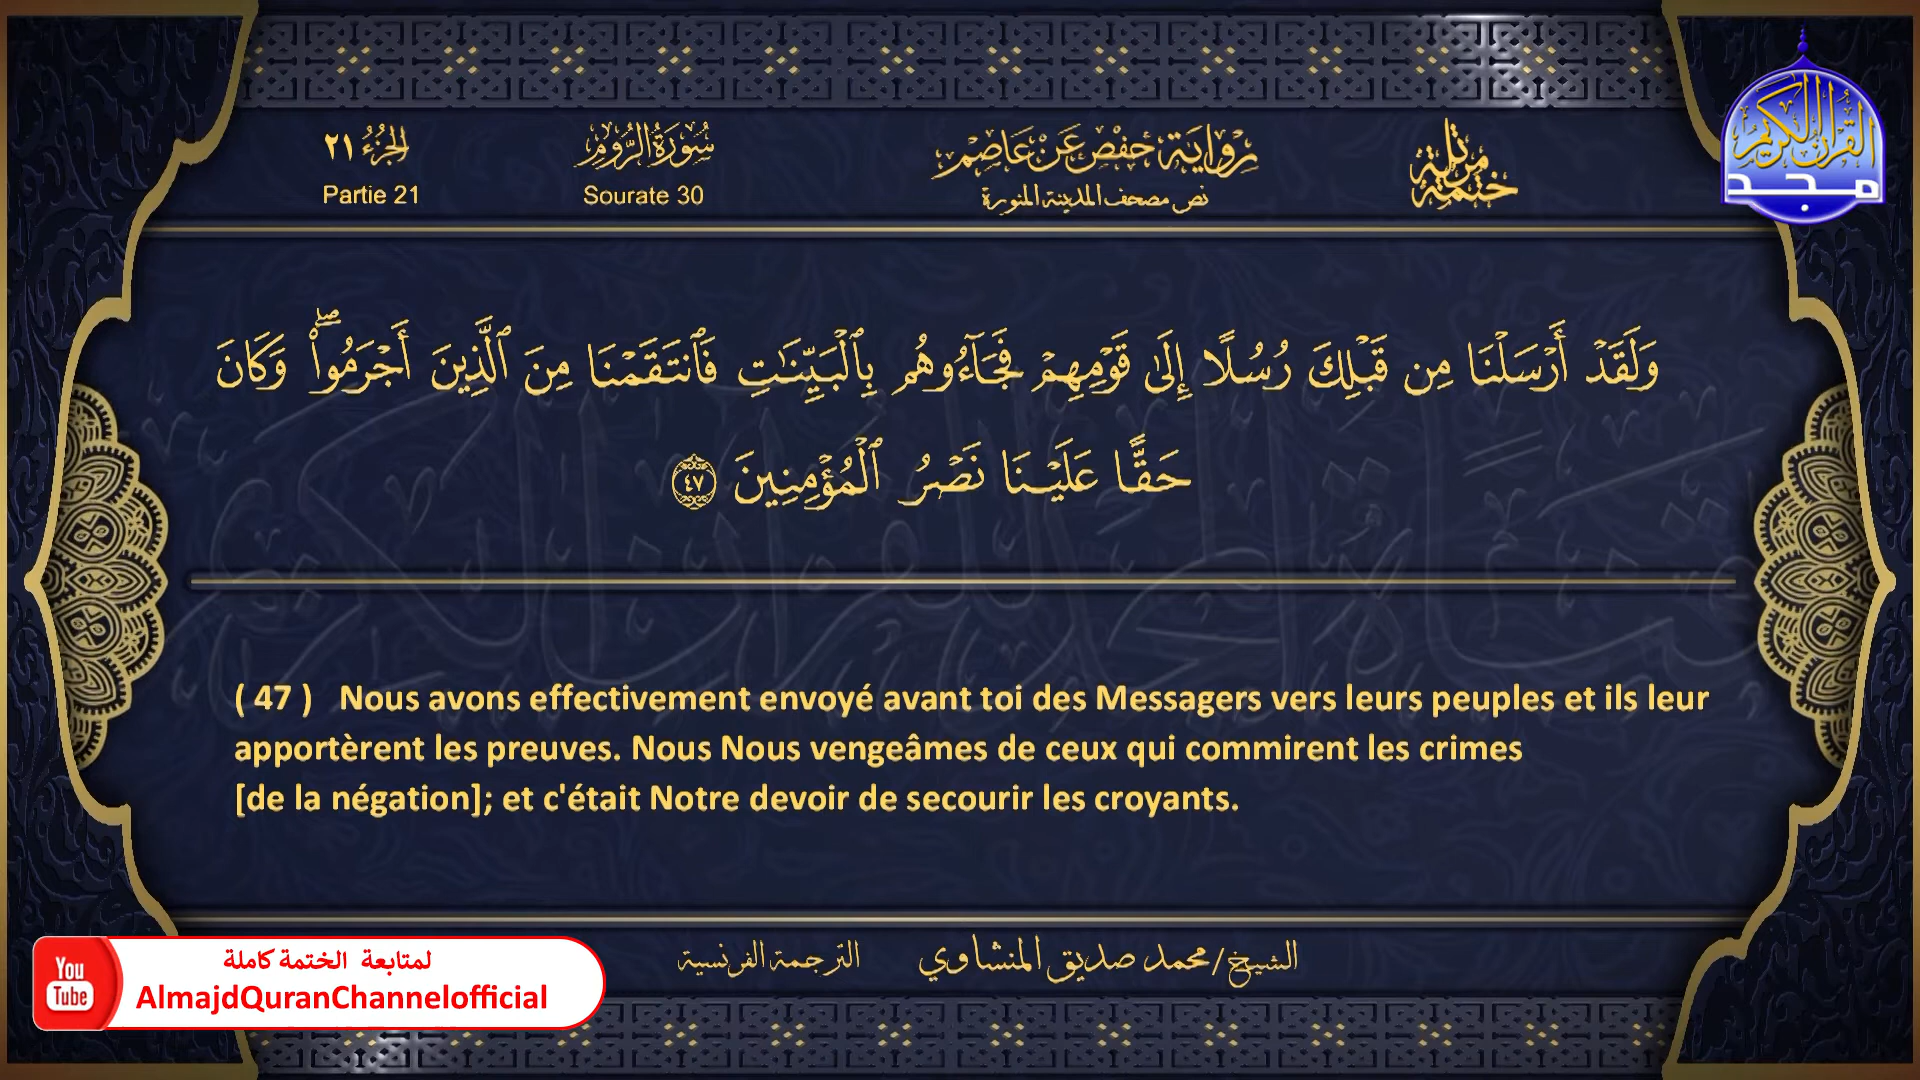 الجزء ٢١
Partie 21
سورة الروم
Sourate 30
رواية حفص عن عاصم
نص مصحف المدينة المنورة
ختمة مرتلة
القرآن الكريم
مجد
وَلَقَدْ أَرْسَلْنَا مِن قَبْلِكَ رُسُلًا إِلَىٰ قَوْمِهِمْ فَجَآءُوهُم بِٱلْبَيِّنَـٰتِ فَٱنتَقَمْنَا مِنَ ٱلَّذِينَ أَجْرَمُوا۟ ۖ وَكَانَ
حَقًّا عَلَيْنَا نَصْرُ ٱلْمُؤْمِنِينَ ٤٧
( 47 ) Nous avons effectivement envoyé avant toi des Messagers vers leurs peuples et ils leur
apportèrent les preuves. Nous Nous vengeâmes de ceux qui commirent les crimes
[de la négation]; et c'était Notre devoir de secourir les croyants.
الشيخ/محمد صديق المنشاوي
الترجمة الفرنسية
You
Tube
لمتابعة الختمة كاملة
AlmajdQuranChannelofficial